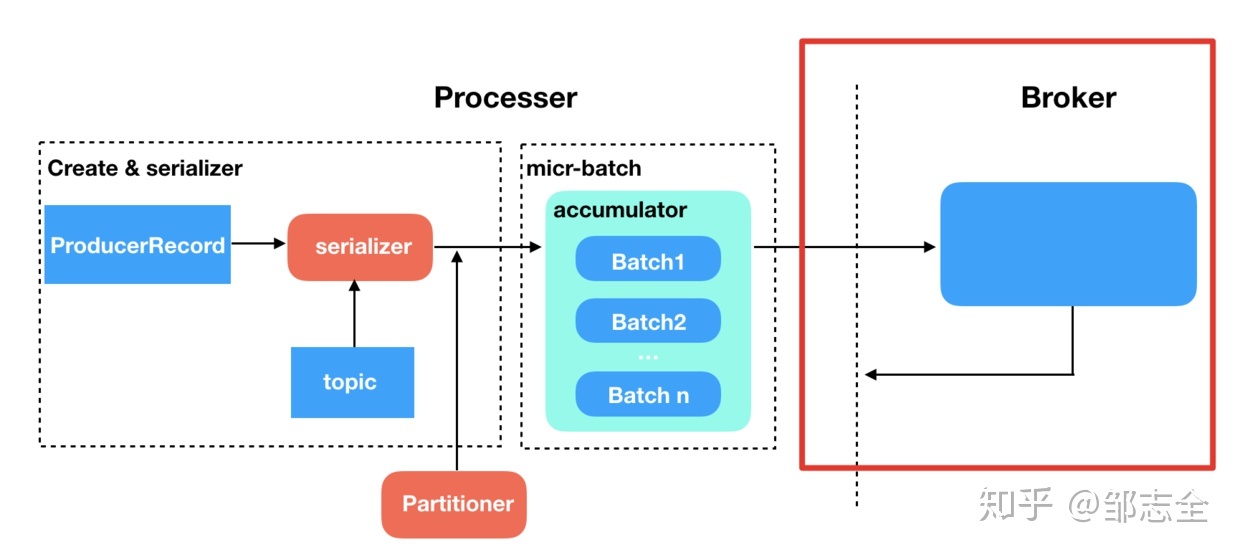 Processer
Broker
Create & serializer
micr-batch
ProducerRecord
serializer
accumulator
Batch1
Batch2
...
Batch n
topic
Partitioner
知乎 @邹志全